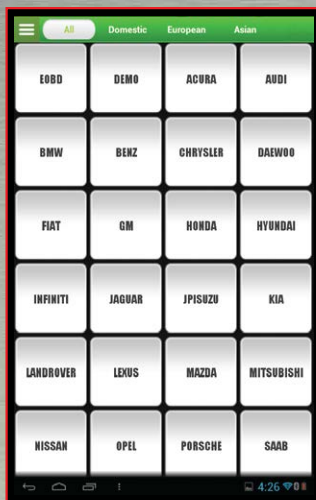 All Domestic European Asian
EOBD DEMO ACURA AUDI
BMW BENZ CHRYSLER DAEWOO
FIAT GM HONDA HYUNDAI
INFINITI JAGUAR JPISUZU KIA
LANDROVER LEXUS MAZDA MITSUBISHI
NISSAN OPEL PORSCHE SAAB
4:26